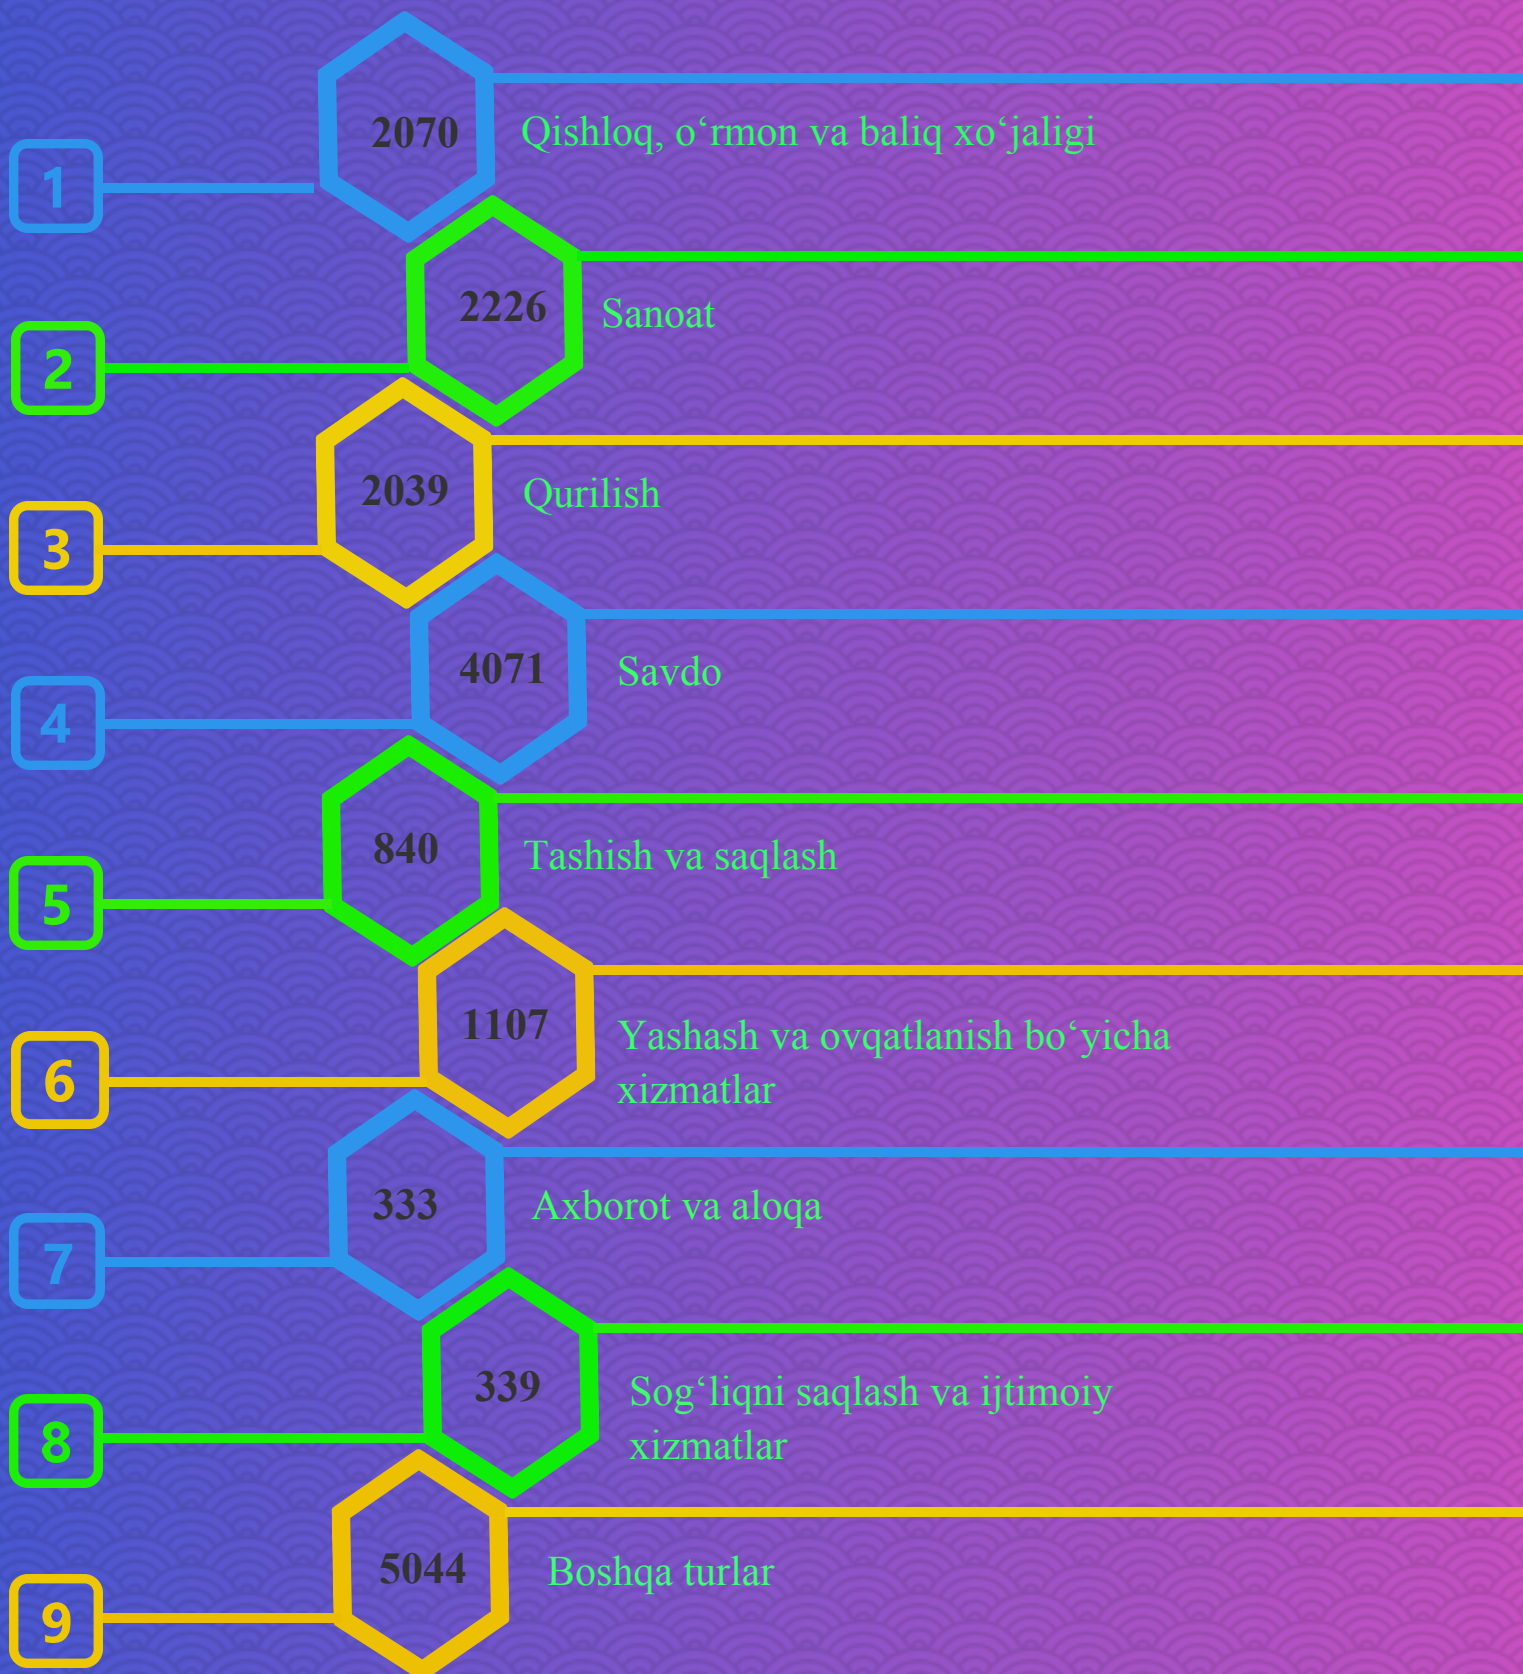 2070
Qishloq, o‘rmon va baliq xo‘jaligi
1
2226
Sanoat
2
2039
Qurilish
3
4071
Savdo
4
840
Tashish va saqlash
5
1107
Yashash va ovqatlanish bo‘yicha
xizmatlar
6
333
Axborot va aloqa
7
339
Sog‘liqni saqlash va ijtimoiy
xizmatlar
8
5044
Boshqa turlar
9